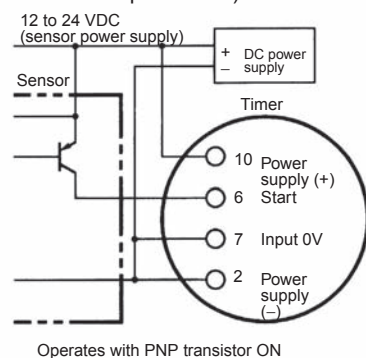 12 to 24 VDC
(sensor power supply)
+ DC power
– supply
Sensor
Timer
10 Power
supply (+)
6 Start
7 Input 0V
2 Power
supply
(–)
Operates with PNP transistor ON